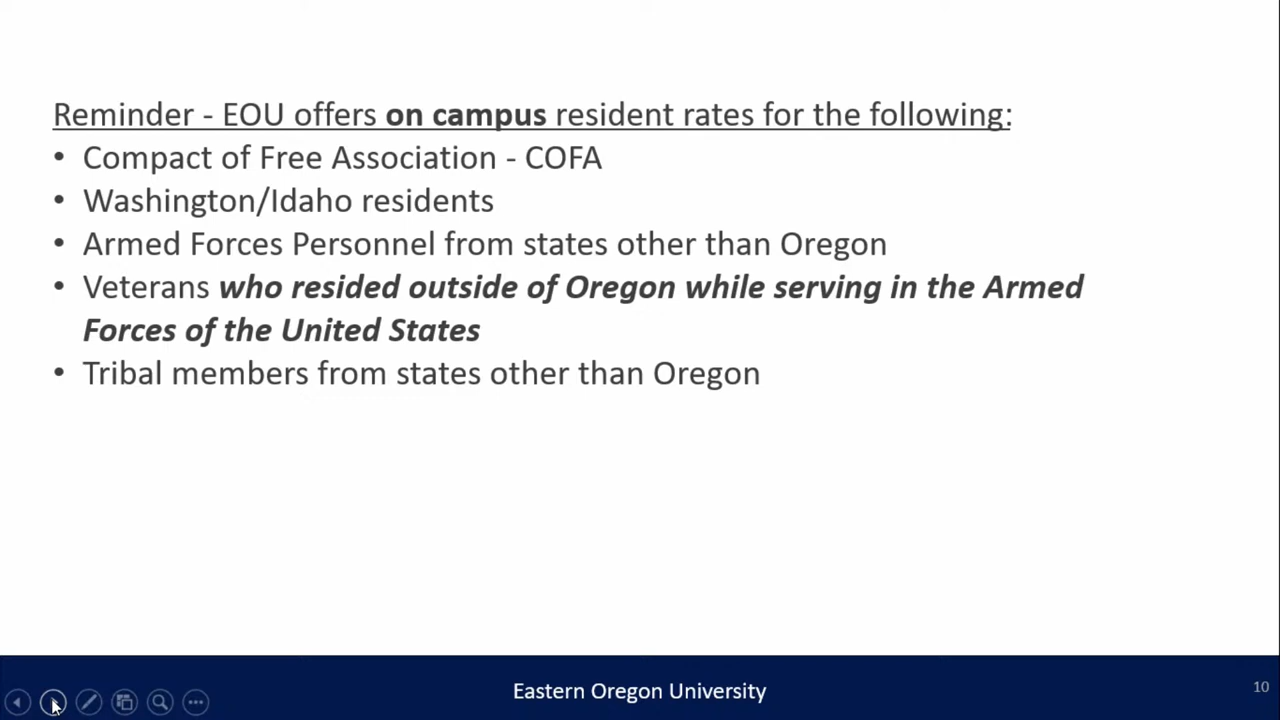 Reminder - EOU offers on campus resident rates for the following:
• Compact of Free Association - COFA
• Washington/Idaho residents
• Armed Forces Personnel from states other than Oregon
• Veterans who resided outside of Oregon while serving in the Armed
Forces of the United States
• Tribal members from states other than Oregon
Eastern Oregon University
10